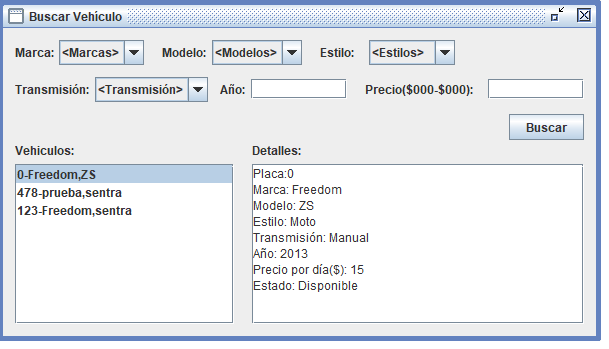 Buscar Vehículo
Marca: <Marcas> Modelo: <Modelos> Estilo: <Estilos>
Transmisión: <Transmisión> Año: Precio($000-$000):
Buscar
Vehiculos: Detalles:
0-Freedom,ZS
478-prueba,sentra
123-Freedom,sentra
Placa:0
Marca: Freedom
Modelo: ZS
Estilo: Moto
Transmisión: Manual
Año: 2013
Precio por día($): 15
Estado: Disponible